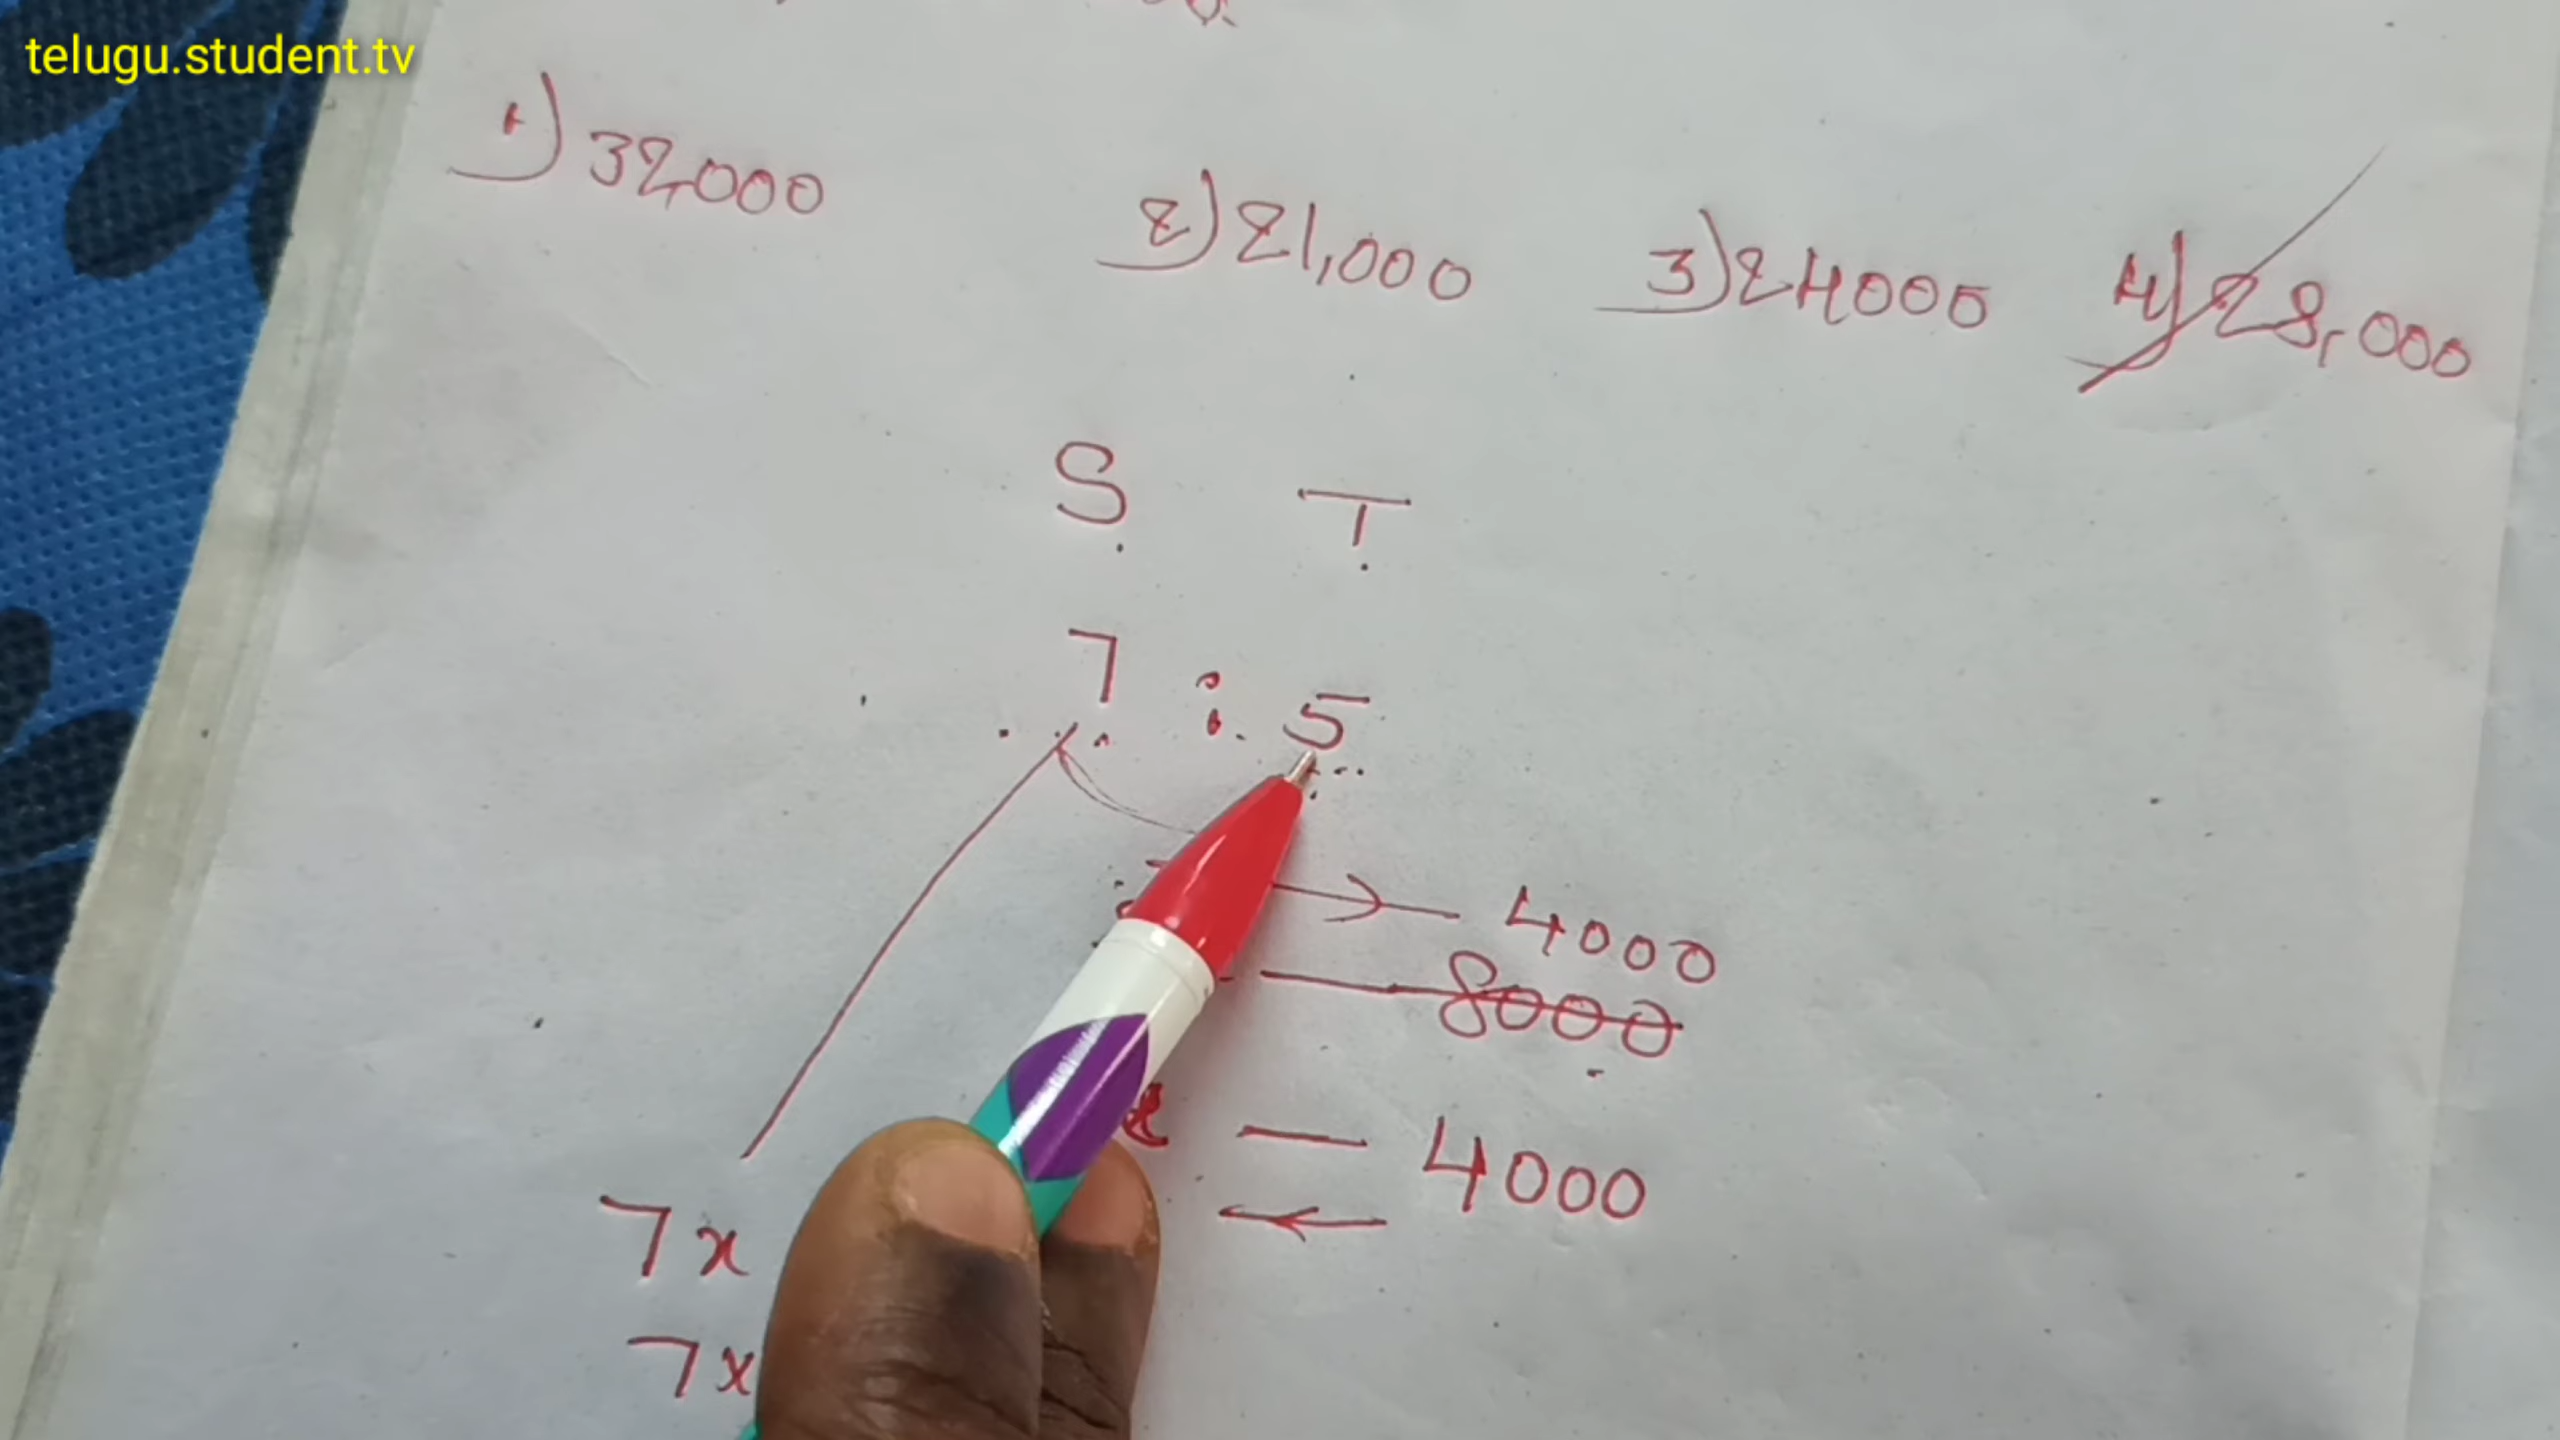 telugu.student.tv
1) 32,000 2) 21,000 3) 24000 4) 28,000
S T
7 : 5
4000
8000
x — 4000
7x
7x